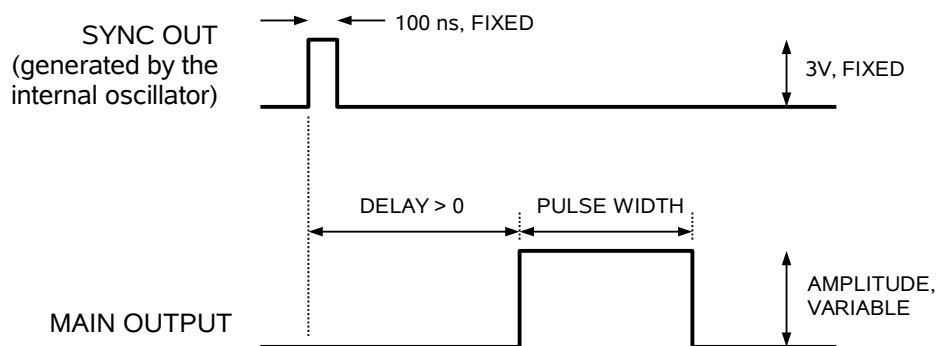 SYNC OUT
(generated by the
internal oscillator)
100 ns, FIXED
3V, FIXED
DELAY > 0
PULSE WIDTH
MAIN OUTPUT
AMPLITUDE,
VARIABLE